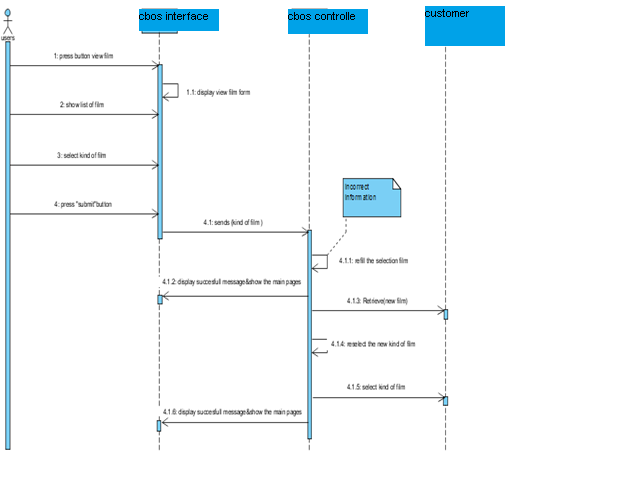 cbos interface
cbos controlle
customer
users
1: press button view film
1.1: display view film form
2: show list of film
3: select kind of film
4: press "submit"button
4.1: sends (kind of film )
Incorrect
information
4.1.1: refill the selection film
4.1.2: display succesfull message&show the main pages
4.1.3: Retrieve(new film)
4.1.4: reselect the new kind of film
4.1.5: select kind of film
4.1.6: display succesfull message&show the main pages